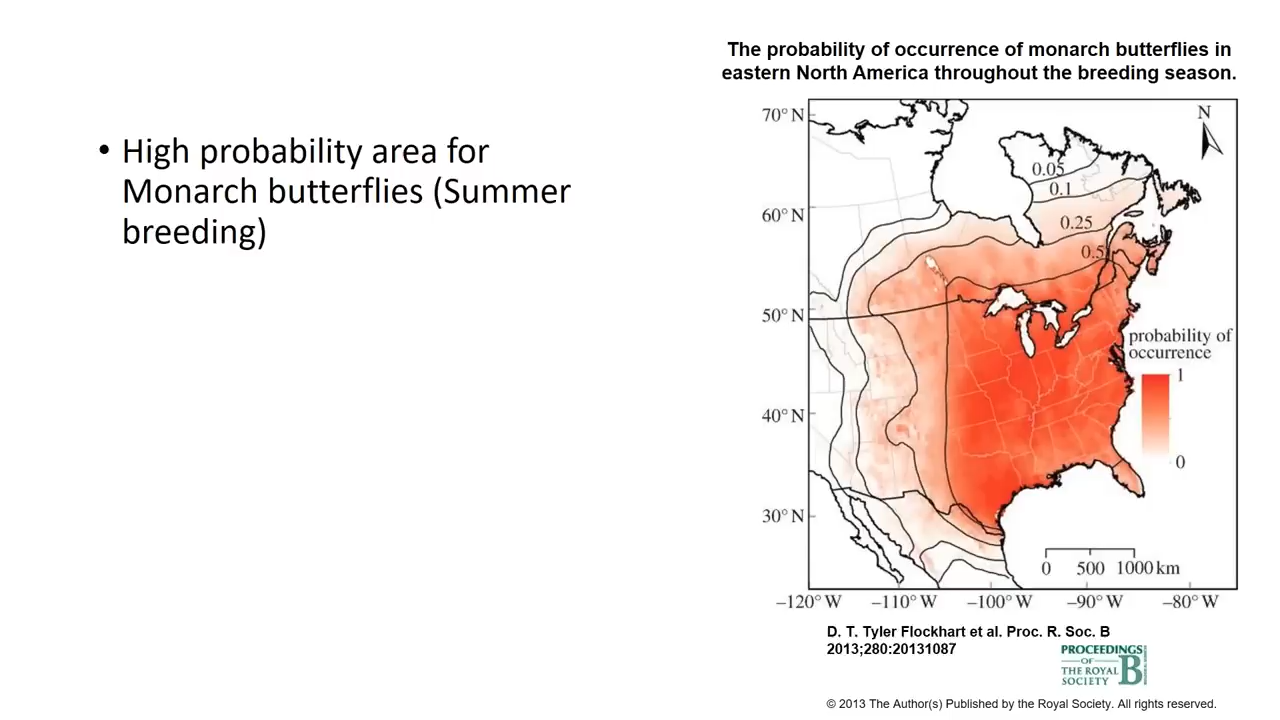 The probability of occurrence of monarch butterflies in
eastern North America throughout the breeding season.
• High probability area for
Monarch butterflies (Summer
breeding)
N
70° N
60° N
50° N
40° N
30° N
0.05
0.1
0.25
0.5
probability of
occurrence
1
0
0 500 1000 km
–120° W –110° W –100° W –90° W –80° W
D. T. Tyler Flockhart et al. Proc. R. Soc. B
2013;280:20131087
PROCEEDINGS
OF
THE ROYAL
SOCIETY
B
© 2013 The Author(s) Published by the Royal Society. All rights reserved.